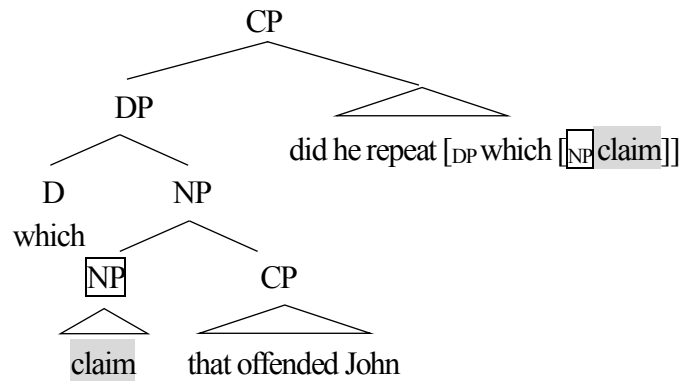 CP
DP
did he repeat [DP which [NP claim]]
D NP
which
NP CP
claim that offended John